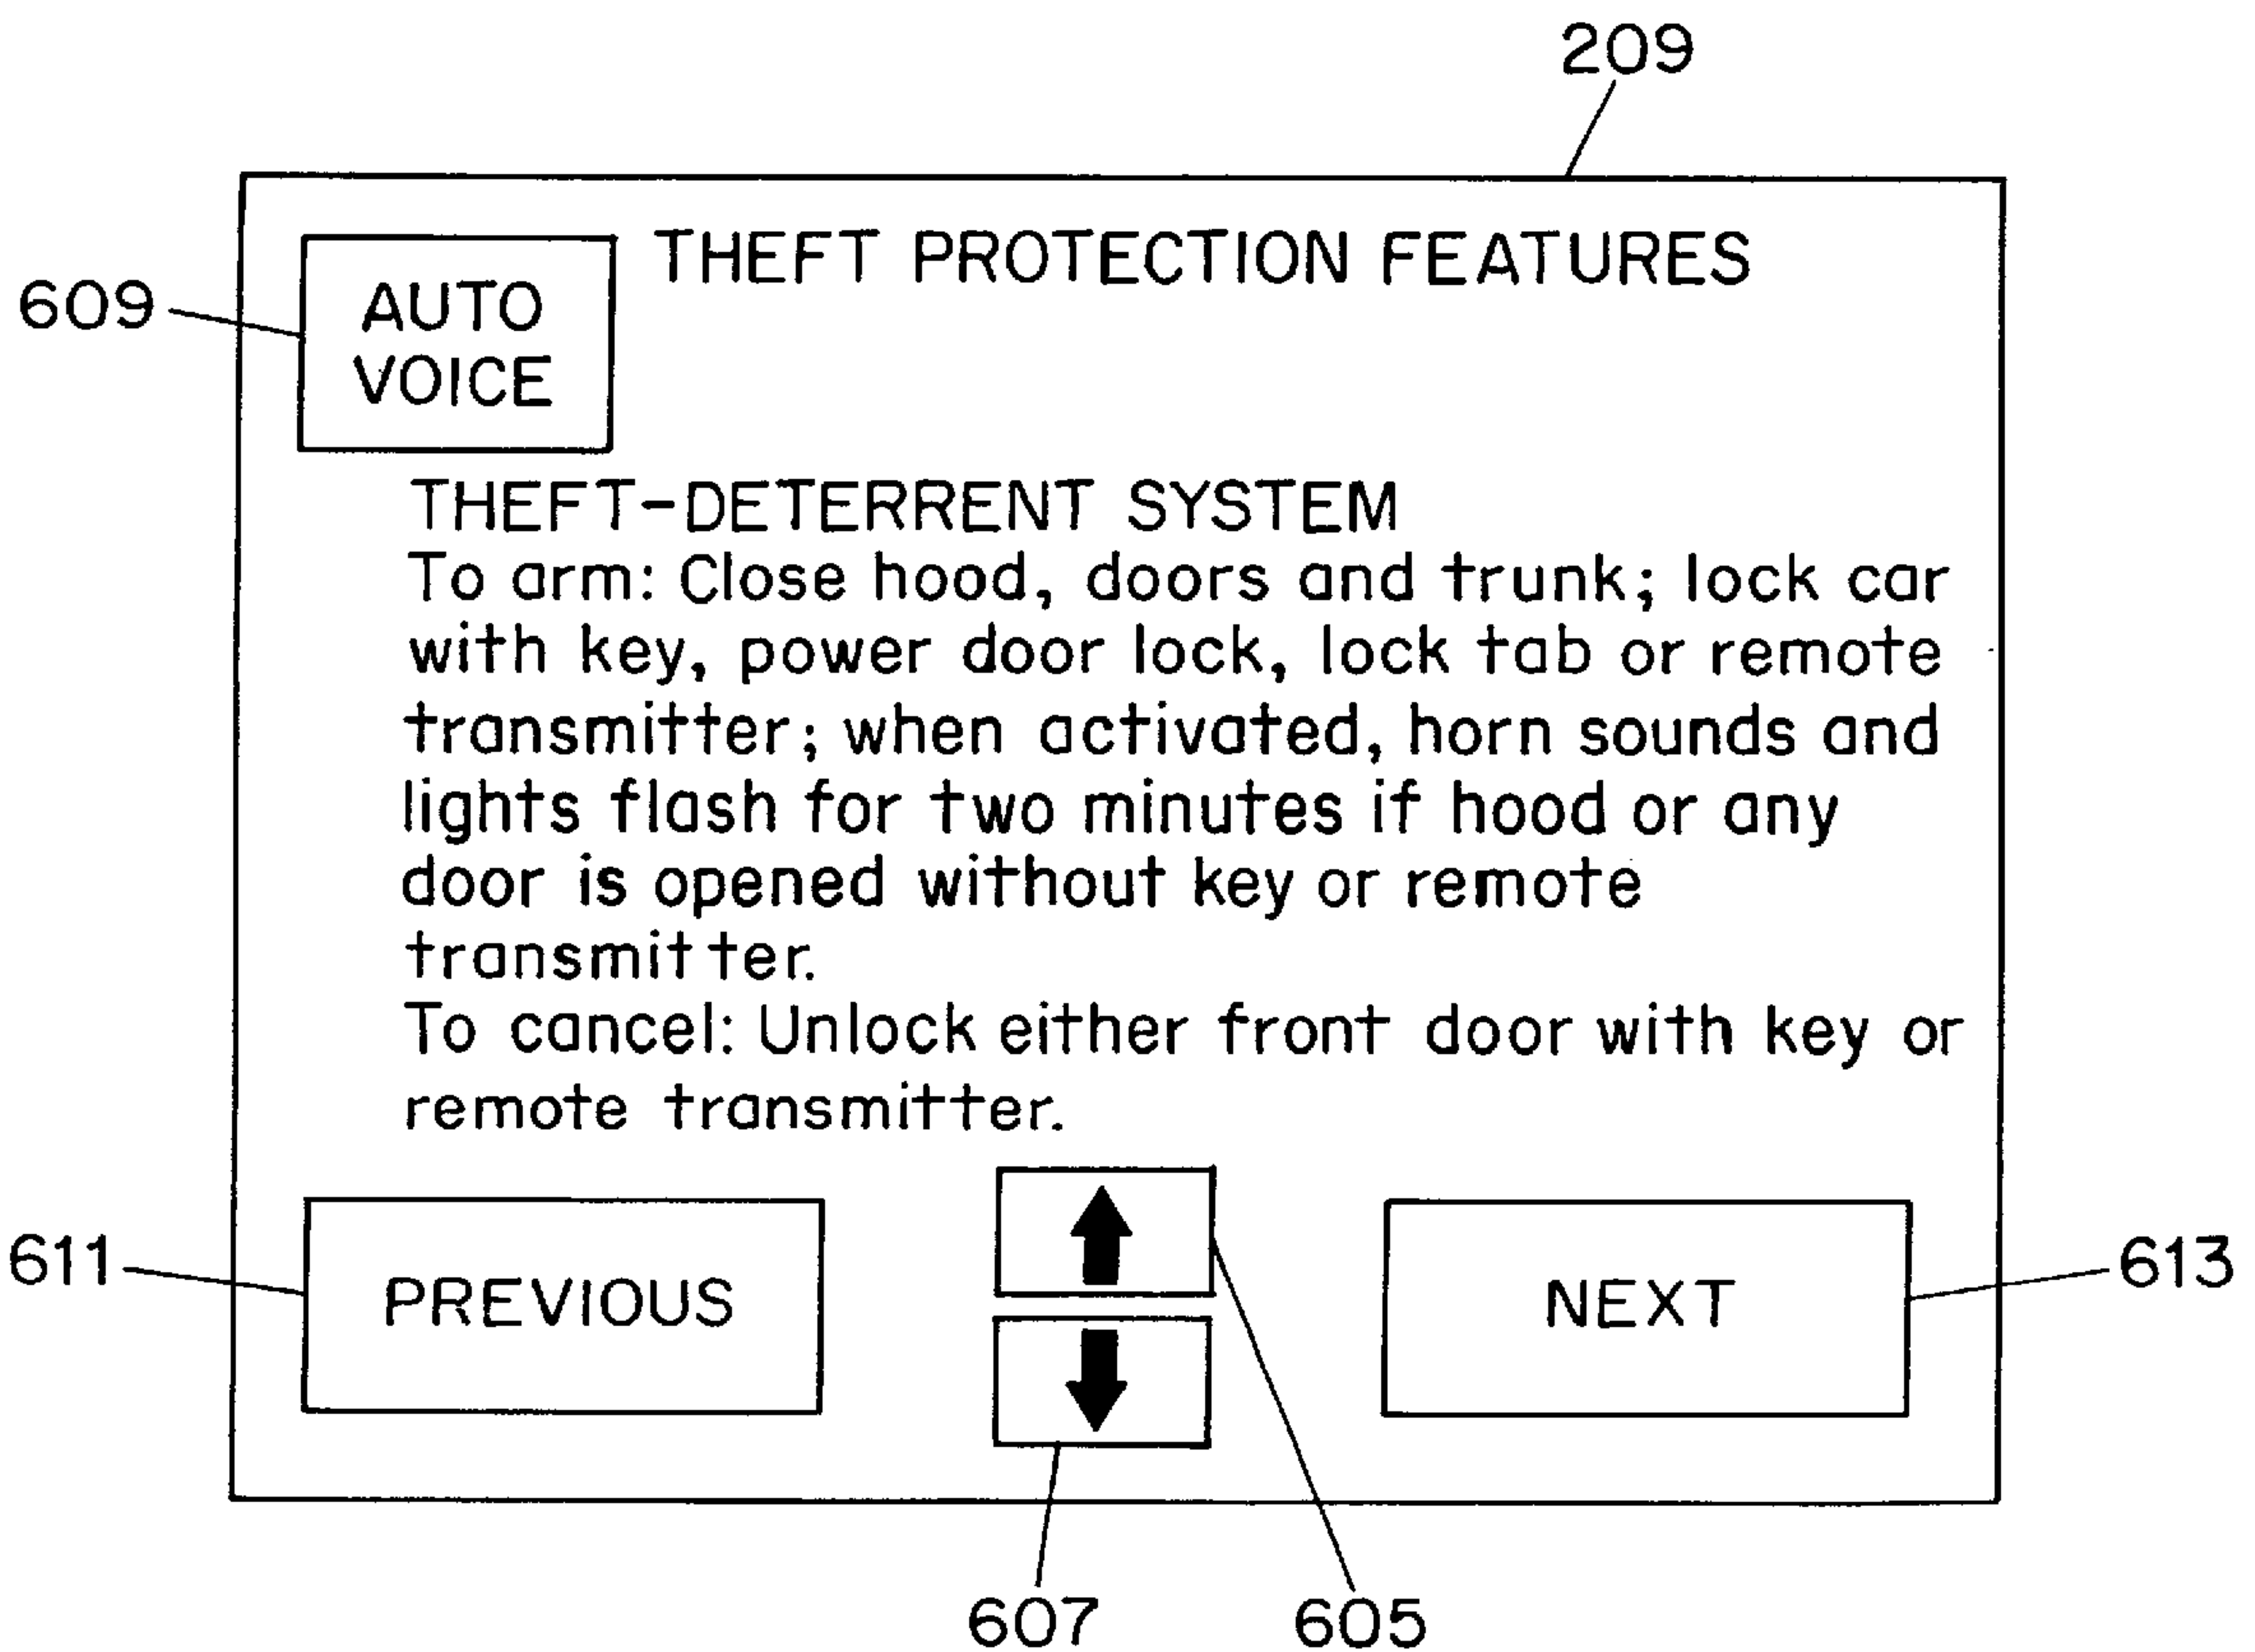 209
THEFT PROTECTION FEATURES
609
AUTO
VOICE
THEFT-DETERRENT SYSTEM
To arm: Close hood, doors and trunk; lock car
with key, power door lock, lock tab or remote
transmitter; when activated, horn sounds and
lights flash for two minutes if hood or any
door is opened without key or remote
transmitter.
To cancel: Unlock either front door with key or
remote transmitter.
611
PREVIOUS
NEXT
613
607
605